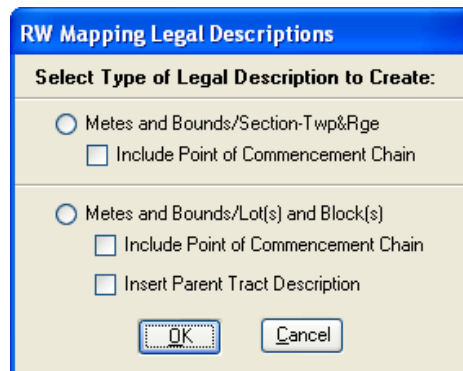 RW Mapping Legal Descriptions
Select Type of Legal Description to Create:
Metes and Bounds/Section-Twp&Rge
Include Point of Commencement Chain
Metes and Bounds/Lot(s) and Block(s)
Include Point of Commencement Chain
Insert Parent Tract Description
OK Cancel